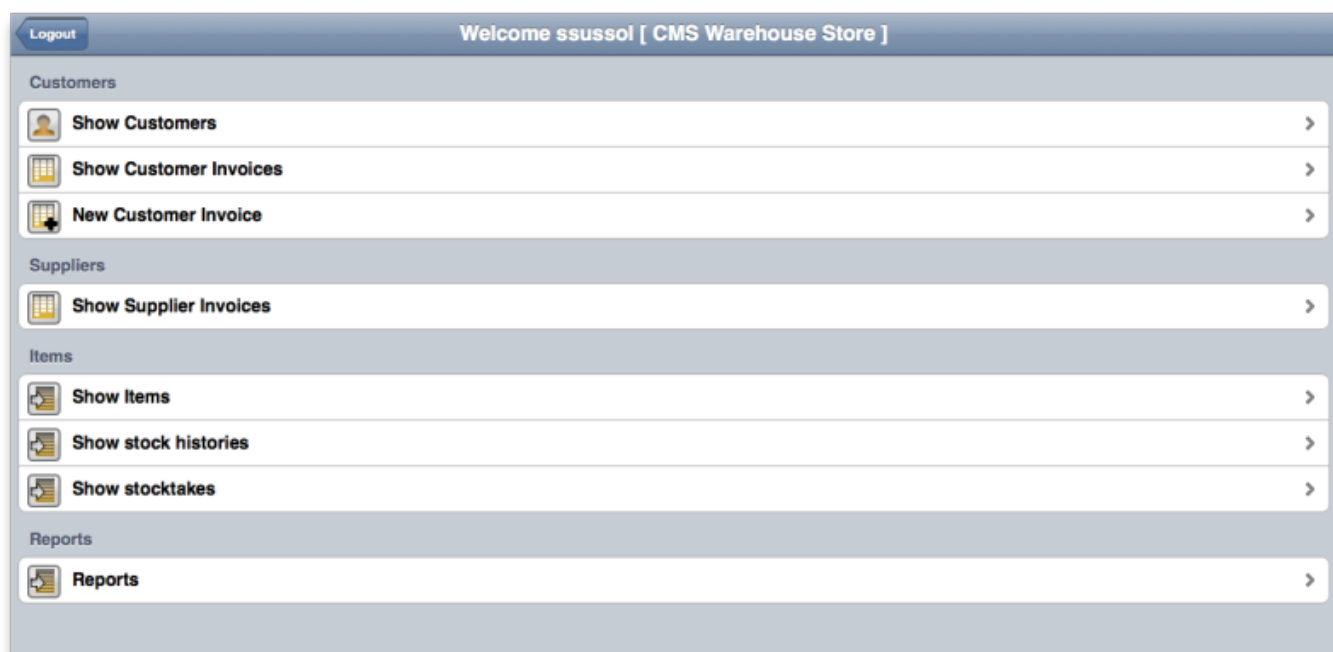 Logout
Welcome ssussol [ CMS Warehouse Store ]
Customers
Show Customers
Show Customer Invoices
New Customer Invoice
Suppliers
Show Supplier Invoices
Items
Show Items
Show stock histories
Show stocktakes
Reports
Reports